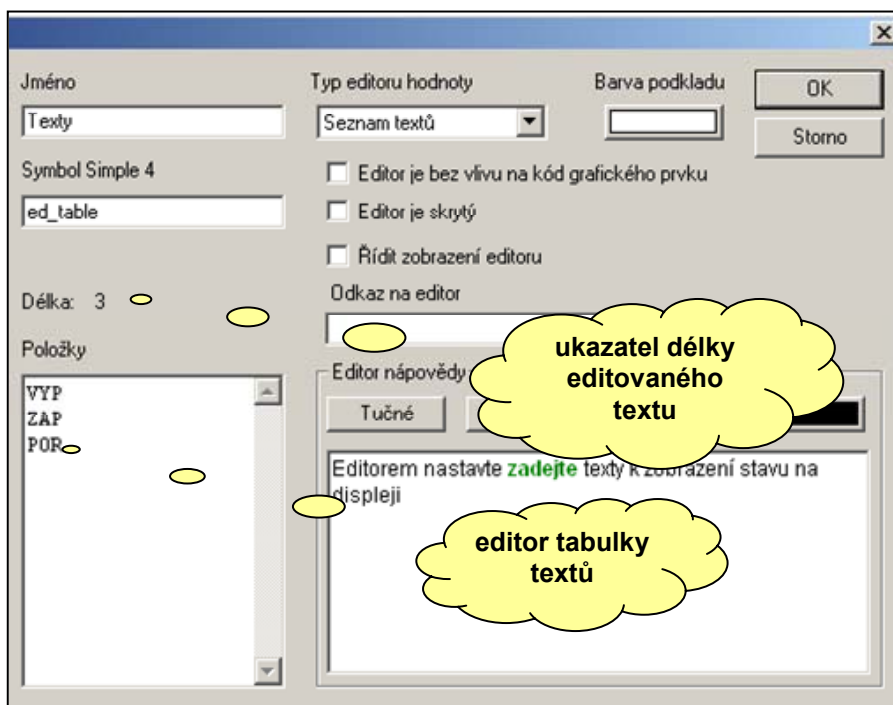 Jméno
Typ editoru hodnoty
Barva podkladu
OK
Texty
Seznam textů
Storno
Symbol Simple 4
Editor je bez vlivu na kód grafického prvku
ed_table
Editor je skrytý
Řídit zobrazení editoru
Délka: 3
Odkaz na editor
Položky
ukazatel délky
editovaného
textu
Editor nápovědy
VYP
ZAP
POR
Tučné
Editorem nastavte zadejte texty k zobrazení stavu na
displeji
editor tabulky
textů